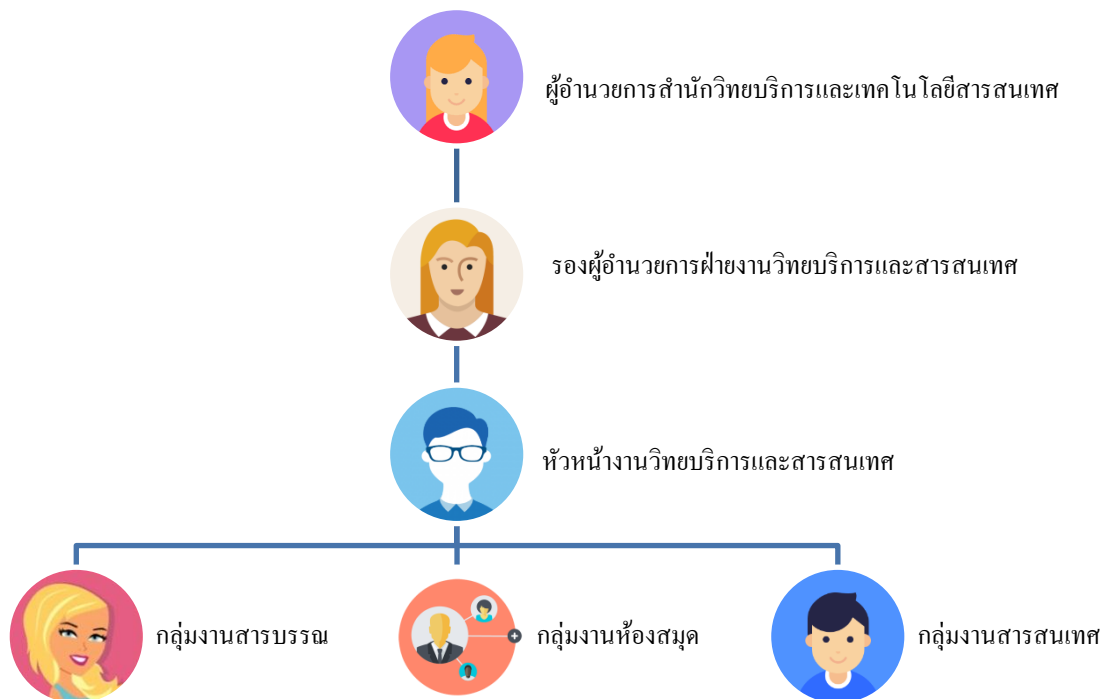 ผู้อำนวยการสำนักวิทยบริการและเทคโนโลยีสารสนเทศ
รองผู้อำนวยการฝ่ายงานวิทยบริการและสารสนเทศ
หัวหน้างานวิทยบริการและสารสนเทศ
กลุ่มงานสารบรรณ
กลุ่มงานห้องสมุด
กลุ่มงานสารสนเทศ